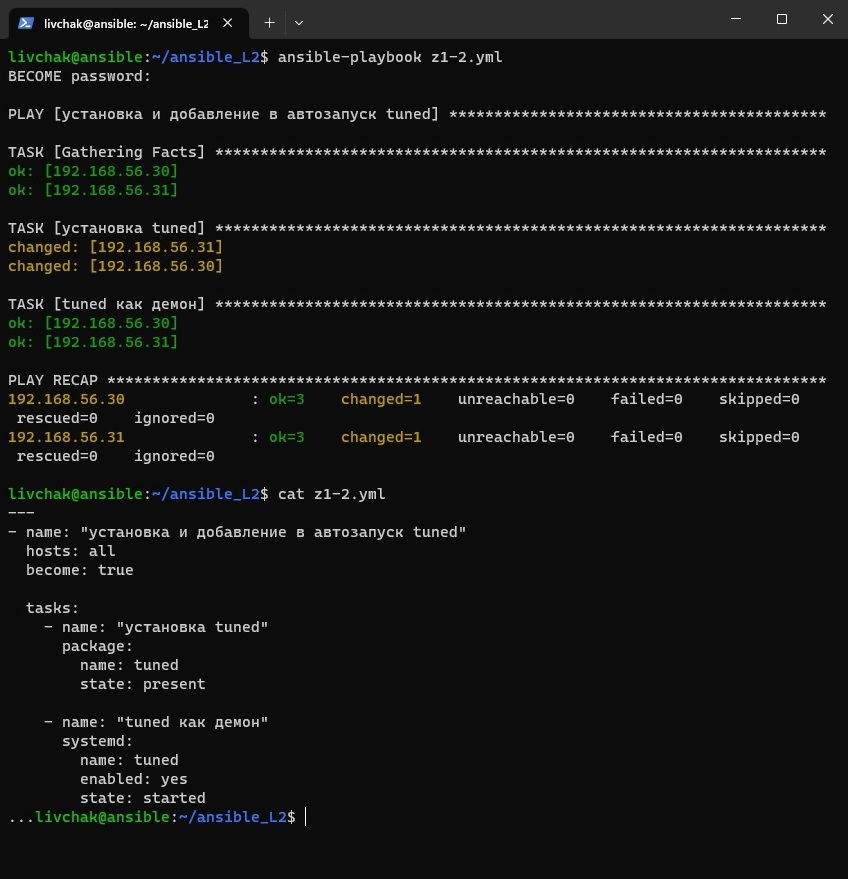 livchak@ansible: ~/ansible_L2
livchak@ansible:~/ansible_L2$ ansible-playbook z1-2.yml
BECOME password:
PLAY [установка и добавление в автозапуск tuned] ******************************************
TASK [Gathering Facts] ********************************************************************
ok: [192.168.56.30]
ok: [192.168.56.31]
TASK [установка tuned] ********************************************************************
changed: [192.168.56.31]
changed: [192.168.56.30]
TASK [tuned как демон] ********************************************************************
ok: [192.168.56.30]
ok: [192.168.56.31]
PLAY RECAP ********************************************************************************
192.168.56.30              : ok=3    changed=1    unreachable=0    failed=0    skipped=0
 rescued=0    ignored=0
192.168.56.31              : ok=3    changed=1    unreachable=0    failed=0    skipped=0
 rescued=0    ignored=0
livchak@ansible:~/ansible_L2$ cat z1-2.yml
---
- name: "установка и добавление в автозапуск tuned"
  hosts: all
  become: true
  tasks:
    - name: "установка tuned"
      package:
        name: tuned
        state: present
    - name: "tuned как демон"
      systemd:
        name: tuned
        enabled: yes
        state: started
...livchak@ansible:~/ansible_L2$